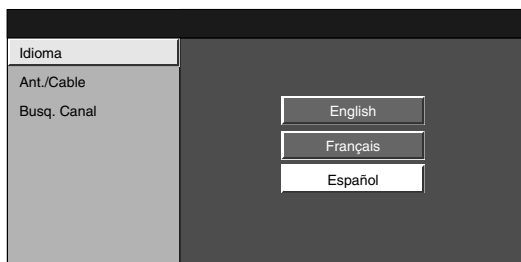 Idioma
Ant./Cable
Busq. Canal
English
Français
Español